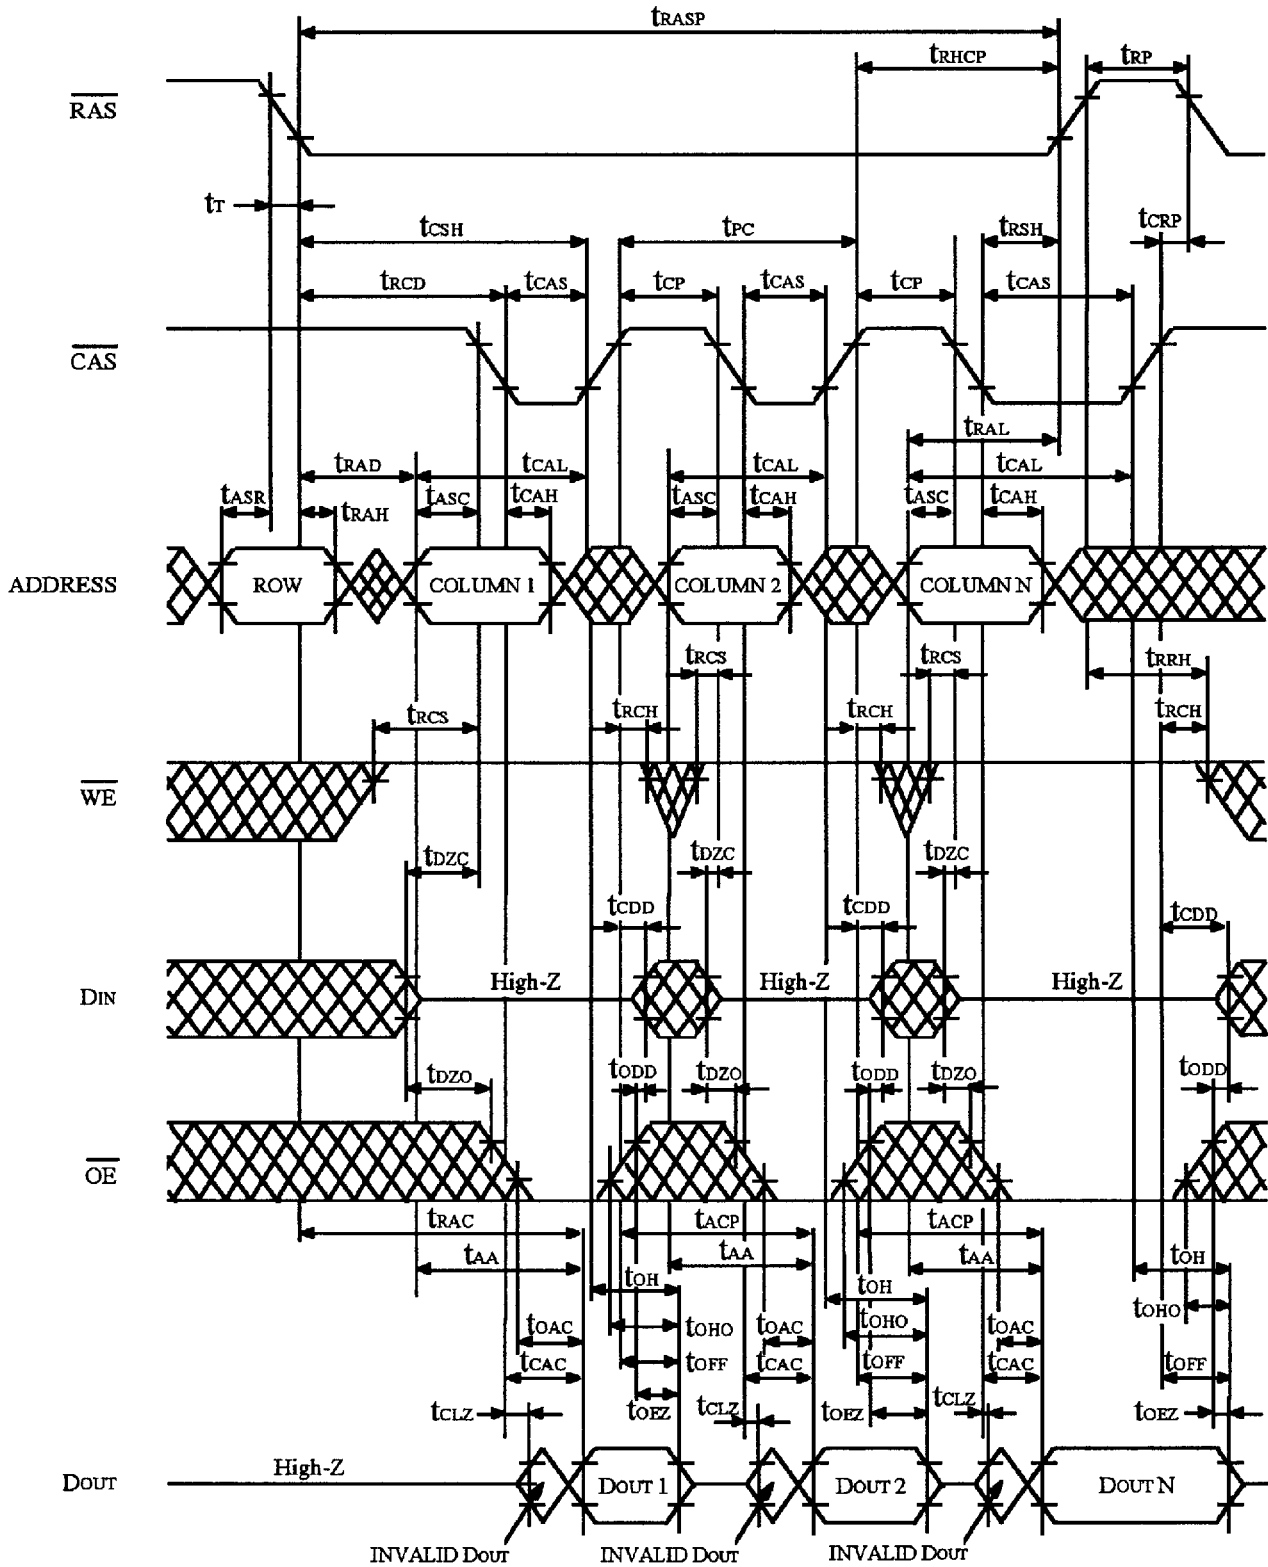 tRASP
tRHCP
tRP
RAS
tT
tCSH
tPC
tRSH
tCRP
tRCD
tCAS
tCP
tCAS
tCP
tCAS
CAS
tRAL
tRAD
tCAL
tCAL
tCAL
tASR
tRAH
tASC
tCAH
tASC
tCAH
tASC
tCAH
ADDRESS
ROW
COLUMN 1
COLUMN 2
COLUMN N
tRCS
tRCS
tRRH
tRCS
tRCH
tRCH
tRCH
WE
tDZC
tDZC
tDZC
tCDD
tCDD
tCDD
DIN
High-Z
High-Z
High-Z
tDZO
tODD
tDZO
tODD
tDZO
tODD
OE
tRAC
tACP
tACP
tAA
tAA
tAA
tOH
tOH
tOH
tOHO
tOHO
tOHO
tOAC
tOAC
tOAC
tCAC
tOFF
tCAC
tOFF
tCAC
tOFF
tCLZ
tOEZ
tCLZ
tOEZ
tCLZ
tOEZ
DOUT
High-Z
DOUT 1
DOUT 2
DOUT N
INVALID DOUT
INVALID DOUT
INVALID DOUT